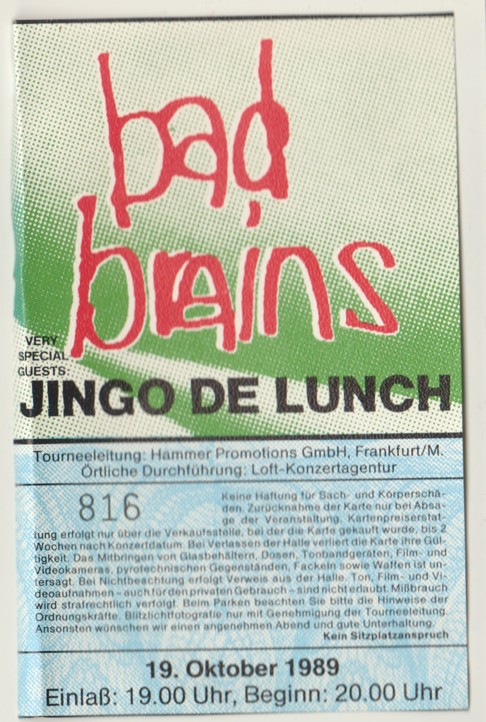 bad
brains
VERY
SPECIAL
GUESTS:
JINGO DE LUNCH
Tourneeleitung: Hammer Promotions GmbH, Frankfurt/M.
Örtliche Durchführung: Loft-Konzertagentur
816
Keine Haftung für Sach- und Körperschä-
den. Zurücknahme der Karte nur bei Absa-
ge der Veranstaltung. Kartenpreiserstat-
tung erfolgt nur über die Verkaufsstelle, bei der die Karte gekauft wurde, bis 2
Wochen nach Konzertdatum. Bei Verlassen der Halle verliert die Karte ihre Gül-
tigkeit. Das Mitbringen von Glasbehältern, Dosen, Tonbandgeräten, Film- und
Videokameras, pyrotechnischen Gegenständen, Fackeln sowie Waffen ist un-
tersagt. Bei Nichtbeachtung erfolgt Verweis aus der Halle. Ton, Film- und Vi-
deoaufnahmen – auch für den privaten Gebrauch – sind nicht erlaubt. Mißbrauch
wird strafrechtlich verfolgt. Beim Parken beachten Sie bitte die Hinweise der
Ordnungskräfte. Blitzlichtfotografie nur mit Genehmigung der Tourneeleitung.
Ansonsten wünschen wir einen angenehmen Abend und gute Unterhaltung.
Kein Sitzplatzanspruch
19. Oktober 1989
Einlaß: 19.00 Uhr, Beginn: 20.00 Uhr